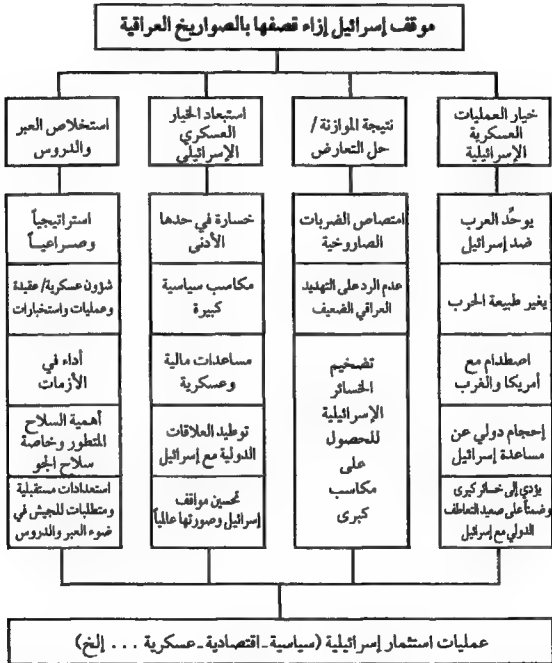 موقف إسرائيل إزاء قصفها بالصواريخ العراقية
خيار العمليات
العسكرية
الإسرائيلية
يوحِّد العرب
ضد إسرائيل
يغير طبيعة الحرب
اصطدام مع
أمريكا والغرب
إحجام دولي عن
مساعدة إسرائيل
يؤدي إلى خسائر كبرى
وضمناً على صعيد التعاطف
الدولي مع إسرائيل
نتيجة الموازنة /
حل التعارض
امتصاص الضربات
الصاروخية
عدم الرد على التهديد
العراقي الضعيف
تضخيم
الخسائر
الإسرائيلية
للحصول
على
مكاسب
كبرى
استبعاد الخيار
العسكري
الإسرائيلي
خسارة في حدها
الأدنى
مكاسب سياسية
كبيرة
مساعدات مالية
وعسكرية
توطيد العلاقات
الدولية مع إسرائيل
تحسين مواقف
إسرائيل وصورتها عالمياً
استخلاص العبر
والدروس
استراتيجياً
وصراعيـاً
شؤون عسكرية/ عقيدة
وعمليات واستخبارات
أداء في
الأزمات
أهمية السلاح
المتطور وخاصة
سلاح الجو
استعدادات مستقبلية
ومتطلبات للجيش في
ضوء العبر والدروس
عمليات استثمار إسرائيلية (سياسية ـ اقتصادية ـ عسكرية ... إلخ)